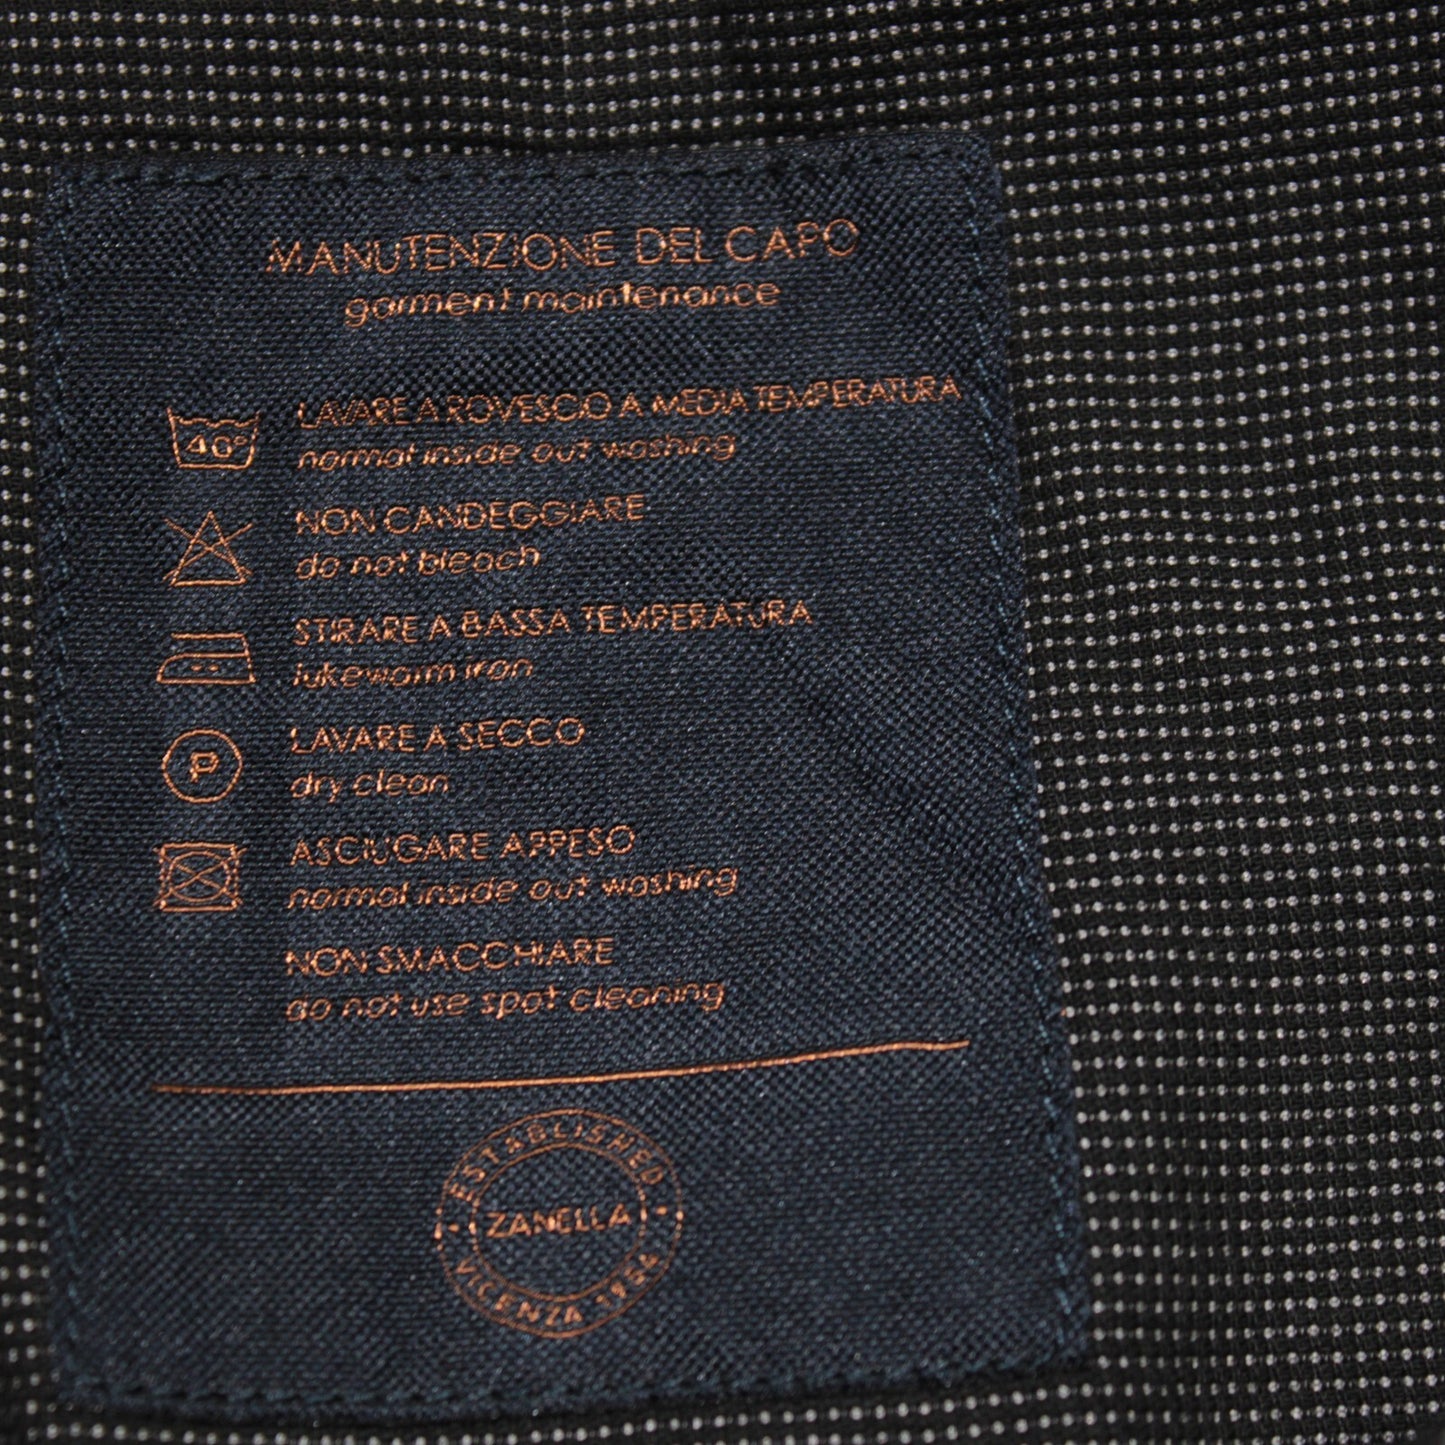 MANUTENZIONE DEL CAPO
garment maintenance
40°
LAVARE A ROVESCIO A MEDIA TEMPERATURA
normal inside out washing
NON CANDEGGIARE
do not bleach
STIRARE A BASSA TEMPERATURA
lukewarm iron
P
LAVARE A SECCO
dry clean
ASCIUGARE APPESO
normal inside out washing
NON SMACCHIARE
do not use spot cleaning
ESTABLISHED
ZANELLA
VICENZA 1954